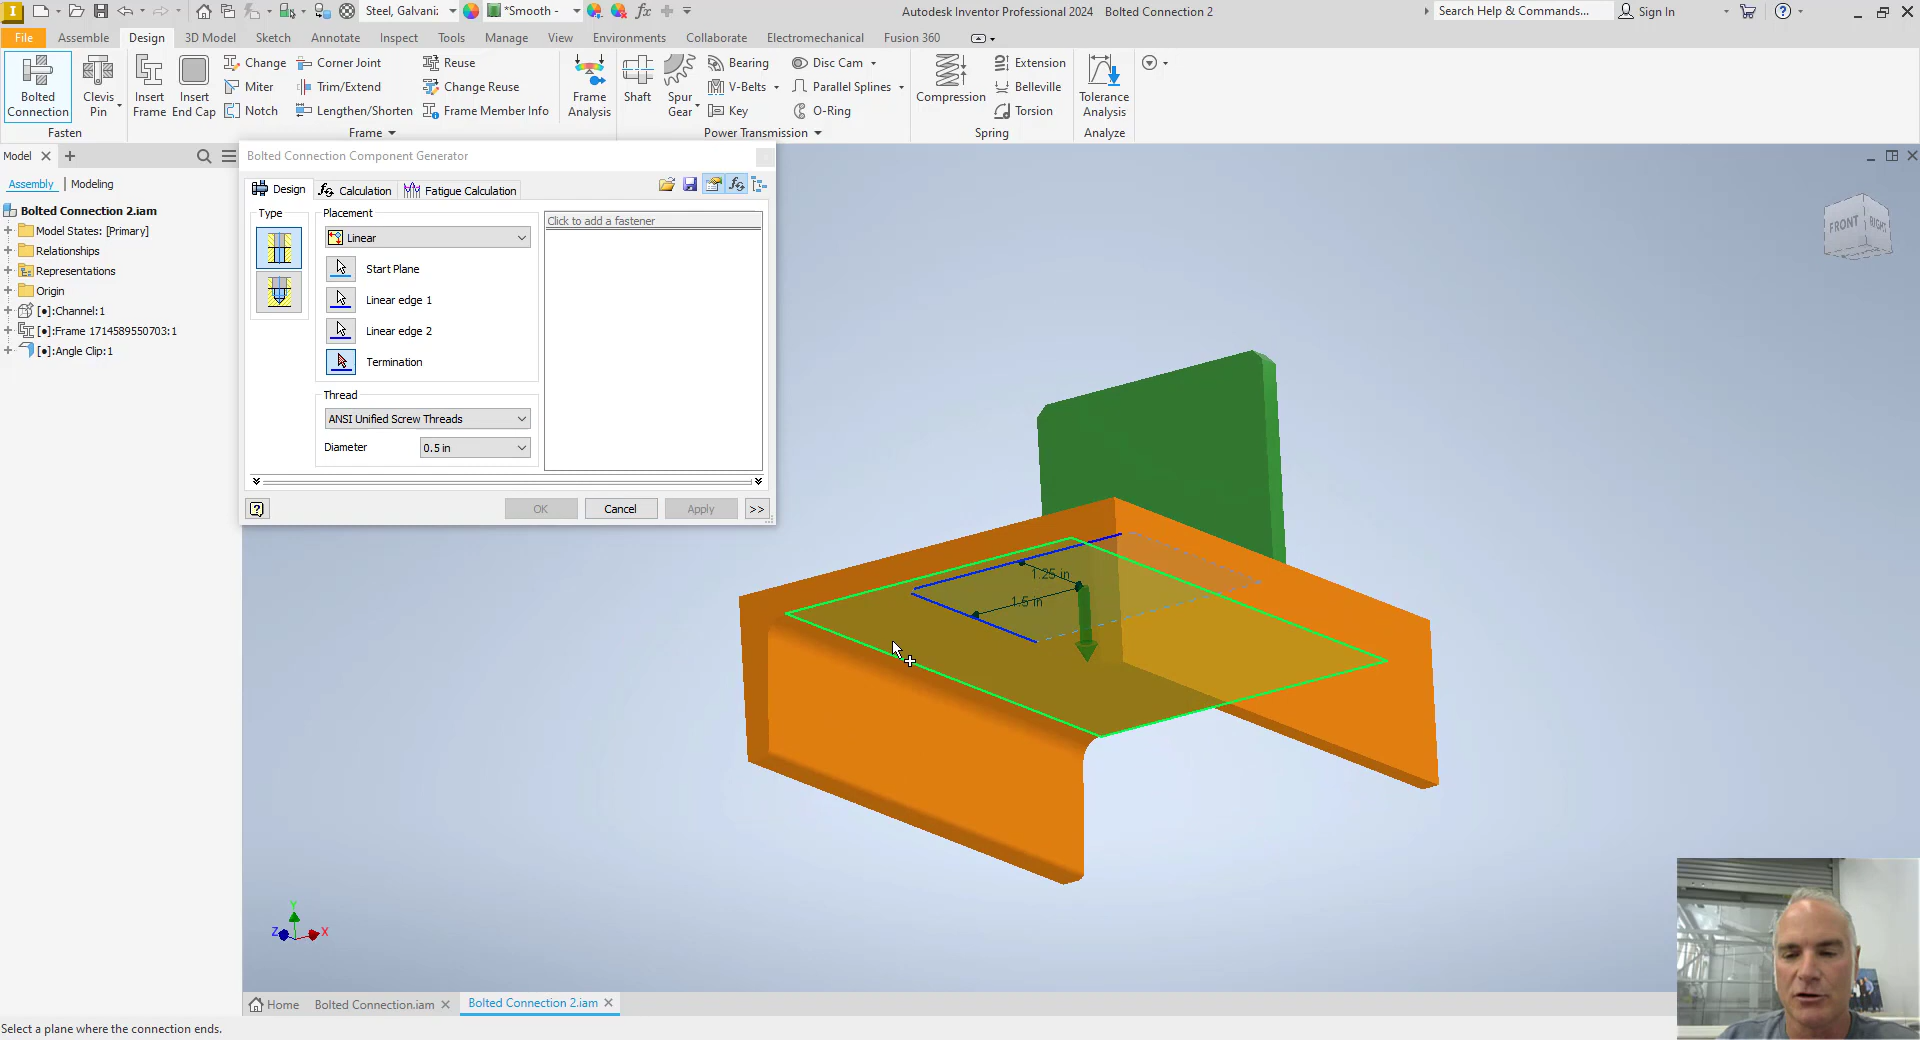 Steel, Galvani:
*Smooth -
Autodesk Inventor Professional 2024 Bolted Connection 2
Search Help & Commands...
Sign In
File
Assemble
Design
3D Model
Sketch
Annotate
Inspect
Tools
Manage
View
Environments
Collaborate
Electromechanical
Fusion 360
Bolted Connection
Clevis Pin
Fasten
Insert Frame
Insert End Cap
Change
Miter
Notch
Corner Joint
Trim/Extend
Lengthen/Shorten
Reuse
Change Reuse
Frame Member Info
Frame
Frame Analysis
Shaft
Spur Gear
Bearing
V-Belts
Key
Disc Cam
Parallel Splines
O-Ring
Power Transmission
Compression
Extension
Belleville
Torsion
Spring
Tolerance Analysis
Analyze
Model
Assembly
Modeling
Bolted Connection 2.iam
Model States: [Primary]
Relationships
Representations
Origin
[●]:Channel:1
[●]:Frame 1714589550703:1
[●]:Angle Clip:1
Bolted Connection Component Generator
Design
Calculation
Fatigue Calculation
Type
Placement
Linear
Start Plane
Linear edge 1
Linear edge 2
Termination
Thread
ANSI Unified Screw Threads
Diameter
0.5 in
Click to add a fastener
OK
Cancel
Apply
>>
FRONT
RIGHT
1.25 in
1.5 in
Y
Z
X
Home
Bolted Connection.iam
Bolted Connection 2.iam
Select a plane where the connection ends.